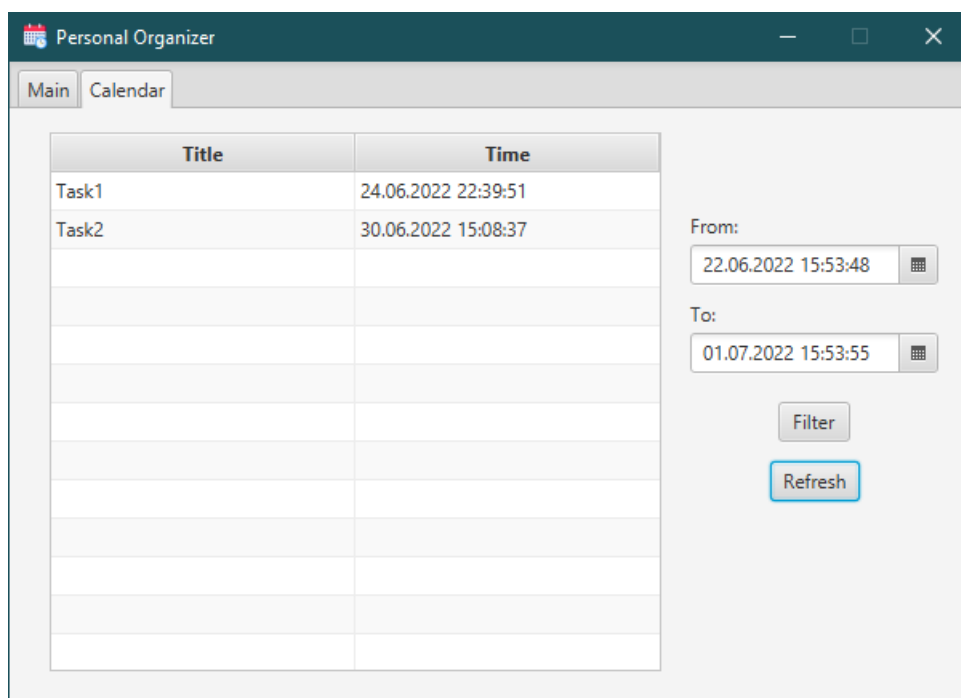 Personal Organizer
Main Calendar
Title Time
Task1 24.06.2022 22:39:51
Task2 30.06.2022 15:08:37
From:
22.06.2022 15:53:48
To:
01.07.2022 15:53:55
Filter
Refresh